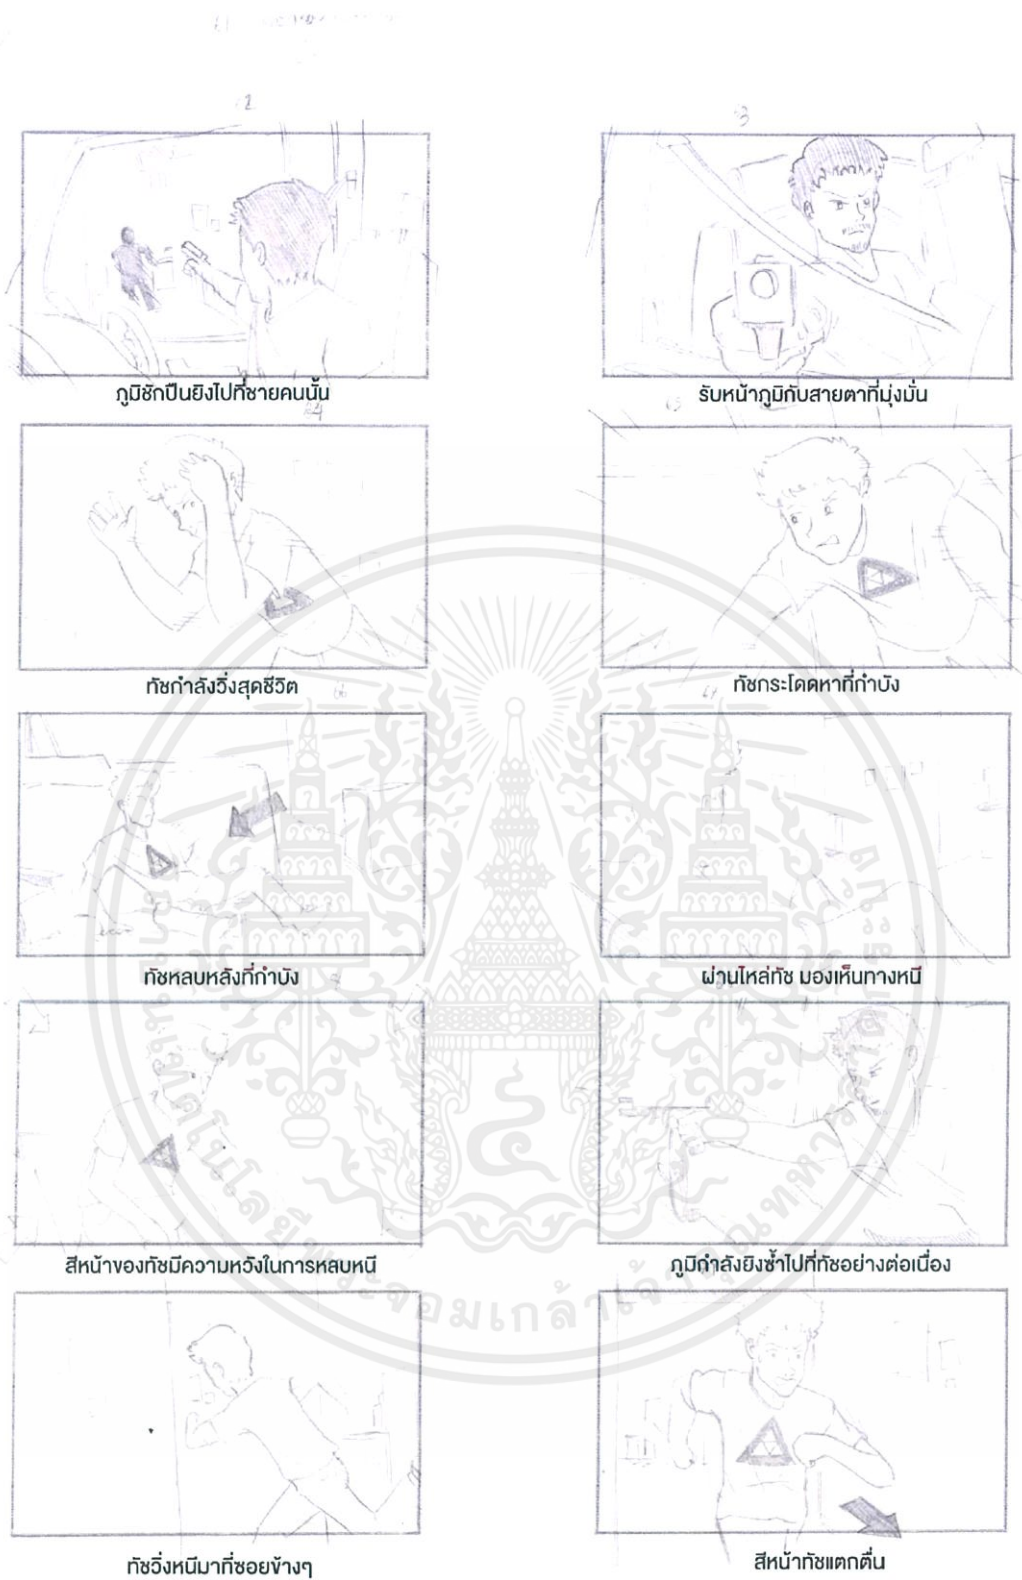 2
3
ภูมิชักปืนยิงไปที่ชายคนนั้น
รับหน้าภูมิกับสายตาที่มุ่งมั่น
64
65
ทัชกำลังวิ่งสุดชีวิต
ทัชกระโดดหาที่กำบัง
66
67
ทัชหลบหลังที่กำบัง
ผ่านไหล่ทัช มองเห็นทางหนี
สีหน้าของทัชมีความหวังในการหลบหนี
ภูมิกำลังยิงซ้ำไปที่ทัชอย่างต่อเนื่อง
ทัชวิ่งหนีมาที่ซอยข้างๆ
สีหน้าทัชแตกตื่น